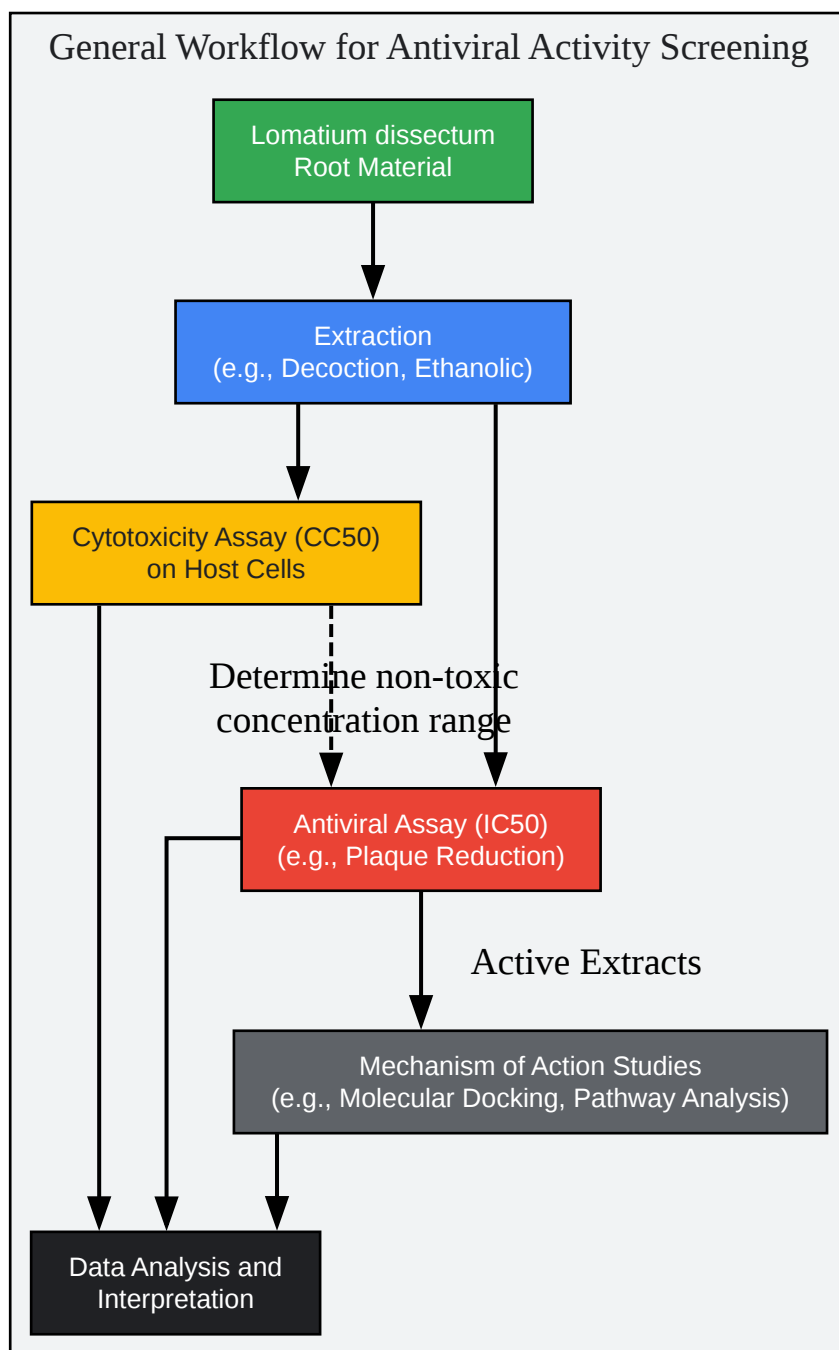 General Workflow for Antiviral Activity Screening
Lomatium dissectum
Root Material
Extraction
(e.g., Decoction, Ethanolic)
Cytotoxicity Assay (CC50)
on Host Cells
Determine non-toxic
concentration range
Antiviral Assay (IC50)
(e.g., Plaque Reduction)
Active Extracts
Mechanism of Action Studies
(e.g., Molecular Docking, Pathway Analysis)
Data Analysis and
Interpretation